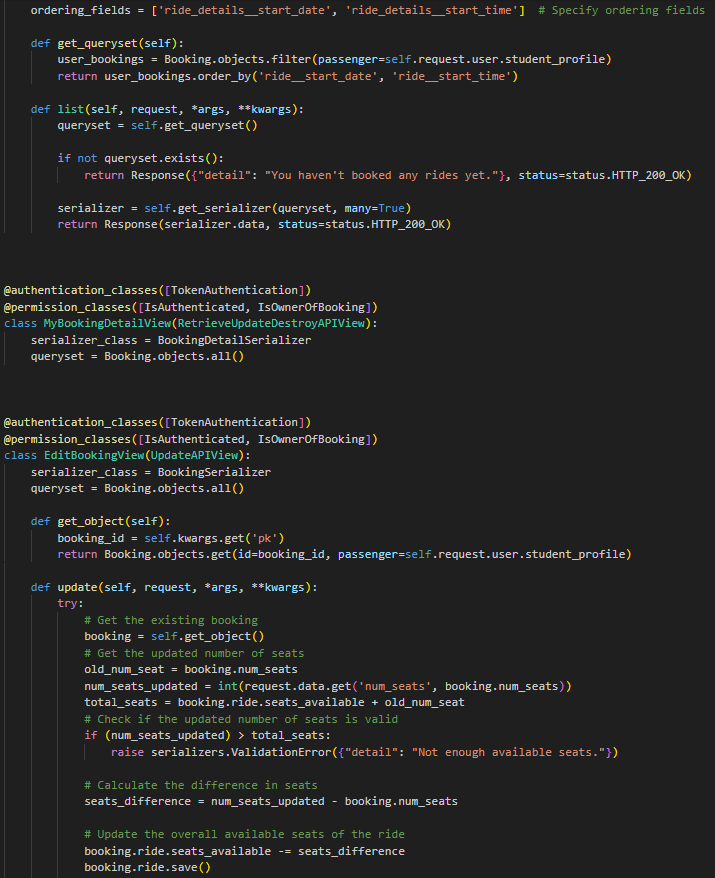 ordering_fields = ['ride_details__start_date', 'ride_details__start_time']  # Specify ordering fields
def get_queryset(self):
user_bookings = Booking.objects.filter(passenger=self.request.user.student_profile)
return user_bookings.order_by('ride__start_date', 'ride__start_time')
def list(self, request, *args, **kwargs):
queryset = self.get_queryset()
if not queryset.exists():
return Response({"detail": "You haven't booked any rides yet."}, status=status.HTTP_200_OK)
serializer = self.get_serializer(queryset, many=True)
return Response(serializer.data, status=status.HTTP_200_OK)
@authentication_classes([TokenAuthentication])
@permission_classes([IsAuthenticated, IsOwnerOfBooking])
class MyBookingDetailView(RetrieveUpdateDestroyAPIView):
serializer_class = BookingDetailSerializer
queryset = Booking.objects.all()
@authentication_classes([TokenAuthentication])
@permission_classes([IsAuthenticated, IsOwnerOfBooking])
class EditBookingView(UpdateAPIView):
serializer_class = BookingSerializer
queryset = Booking.objects.all()
def get_object(self):
booking_id = self.kwargs.get('pk')
return Booking.objects.get(id=booking_id, passenger=self.request.user.student_profile)
def update(self, request, *args, **kwargs):
try:
# Get the existing booking
booking = self.get_object()
# Get the updated number of seats
old_num_seat = booking.num_seats
num_seats_updated = int(request.data.get('num_seats', booking.num_seats))
total_seats = booking.ride.seats_available + old_num_seat
# Check if the updated number of seats is valid
if (num_seats_updated) > total_seats:
raise serializers.ValidationError({"detail": "Not enough available seats."})
# Calculate the difference in seats
seats_difference = num_seats_updated - booking.num_seats
# Update the overall available seats of the ride
booking.ride.seats_available -= seats_difference
booking.ride.save()